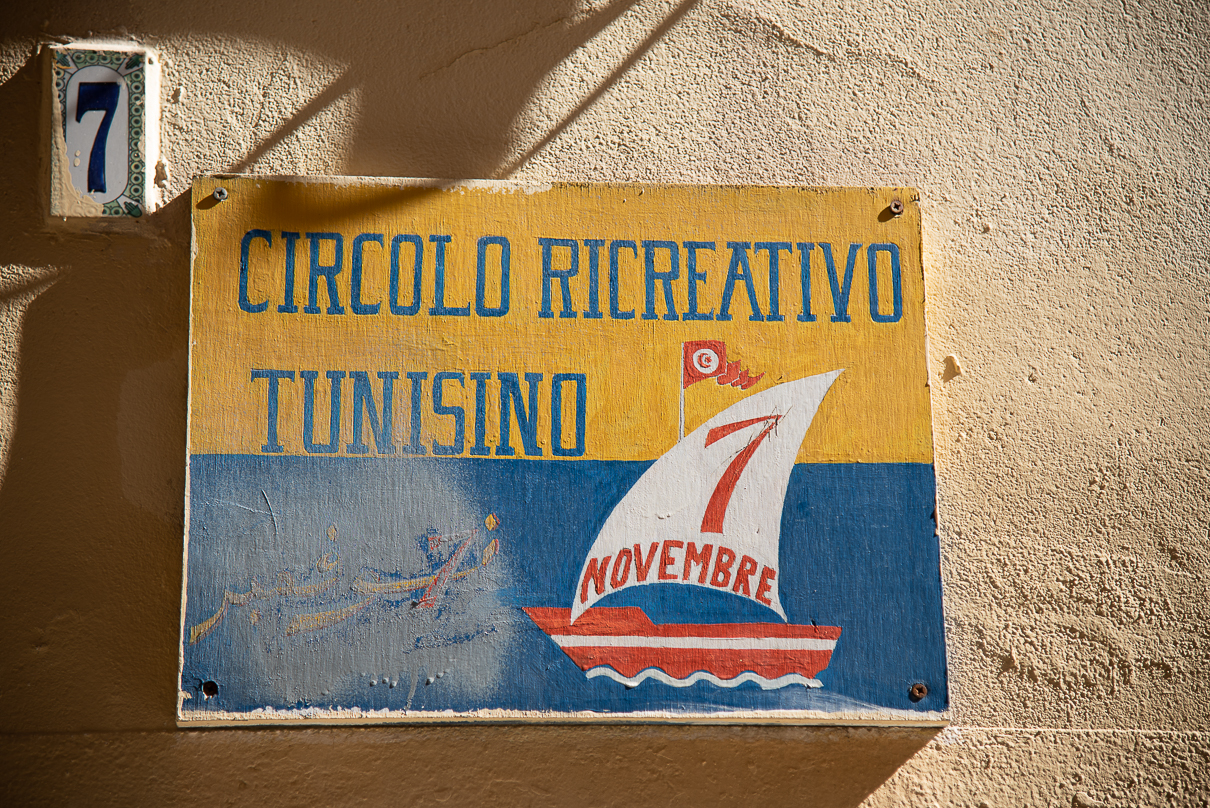 7
CIRCOLO RICREATIVO
TUNISINO
7
NOVEMBRE